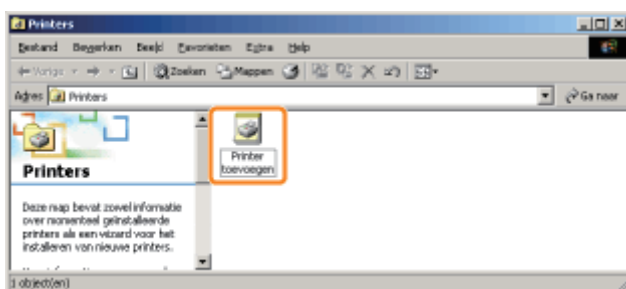 Printers
Bestand Bewerken Beeld Favorieten Extra Help
Vorige Zoeken Mappen
Adres Printers Ga naar
Printer
toevoegen
Printers
Deze map bevat zowel informatie
over momenteel geïnstalleerde
printers als een wizard voor het
installeren van nieuwe printers.
1 object(en)